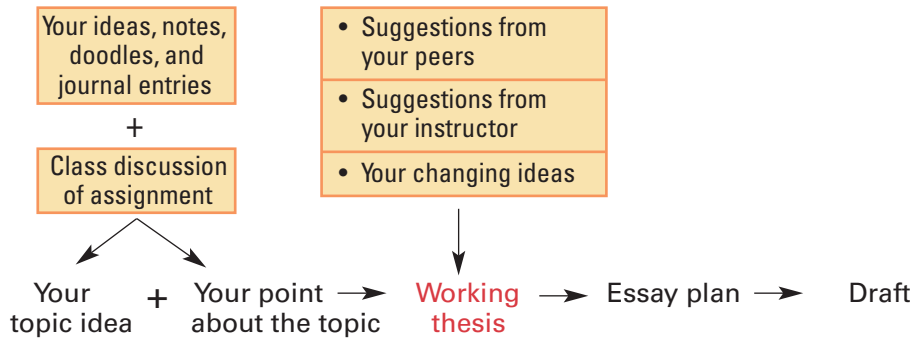 Your ideas, notes,
doodles, and
journal entries
+
Class discussion
of assignment
• Suggestions from
your peers
• Suggestions from
your instructor
• Your changing ideas
Your
topic idea
+
Your point
about the topic
Working
thesis
Essay plan
Draft